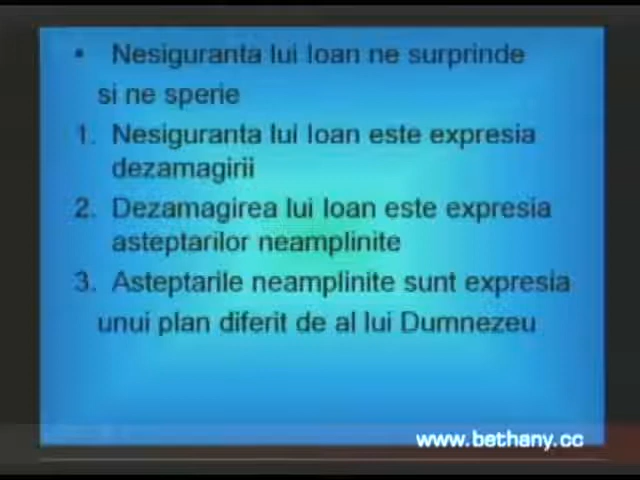 • Nesiguranta lui Ioan ne surprinde
si ne sperie
1. Nesiguranta lui Ioan este expresia
dezamagirii
2. Dezamagirea lui Ioan este expresia
asteptarilor neamplinite
3. Asteptarile neamplinite sunt expresia
unui plan diferit de al lui Dumnezeu
www.bethany.cc